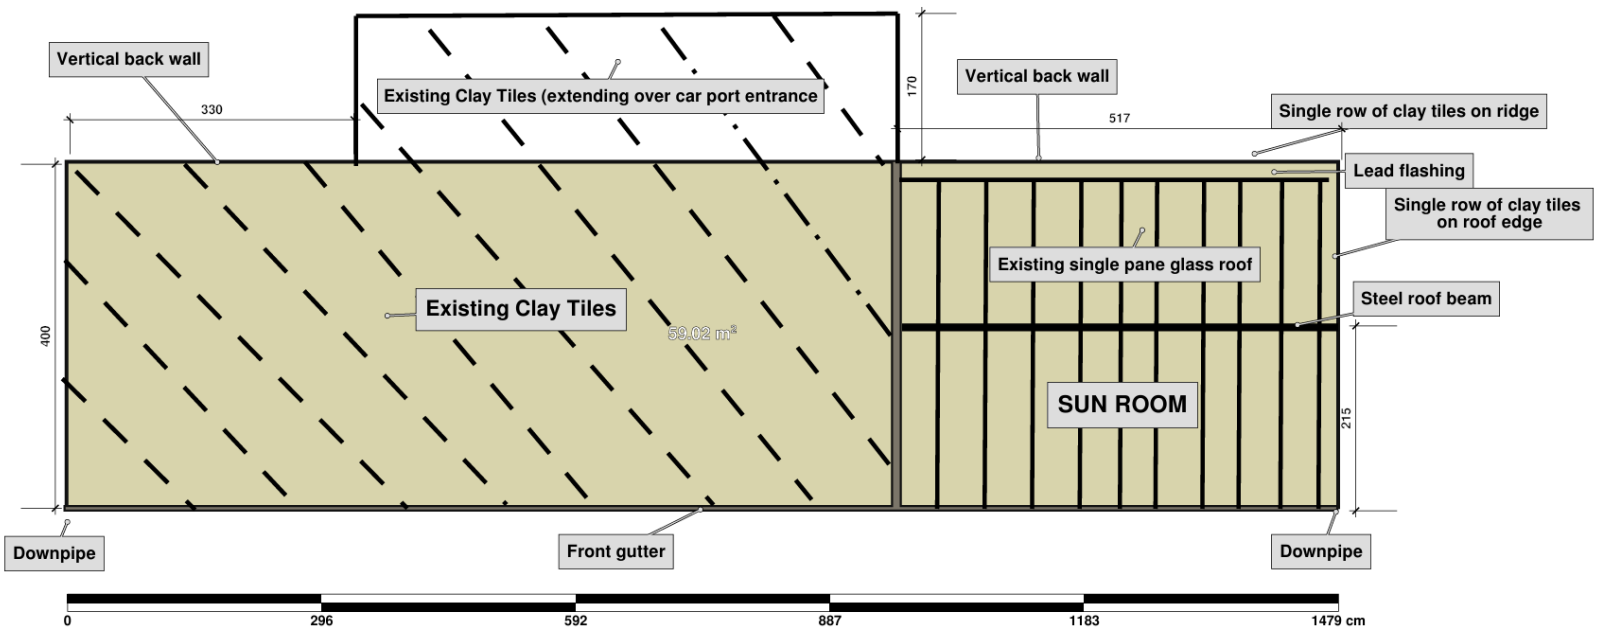 Vertical back wall
170
Vertical back wall
Existing Clay Tiles (extending over car port entrance
330
517
Single row of clay tiles on ridge
Lead flashing
Single row of clay tiles
on roof edge
Existing single pane glass roof
Existing Clay Tiles
Steel roof beam
59.02 m²
400
SUN ROOM
215
Downpipe
Front gutter
Downpipe
0 296 592 887 1183 1479 cm